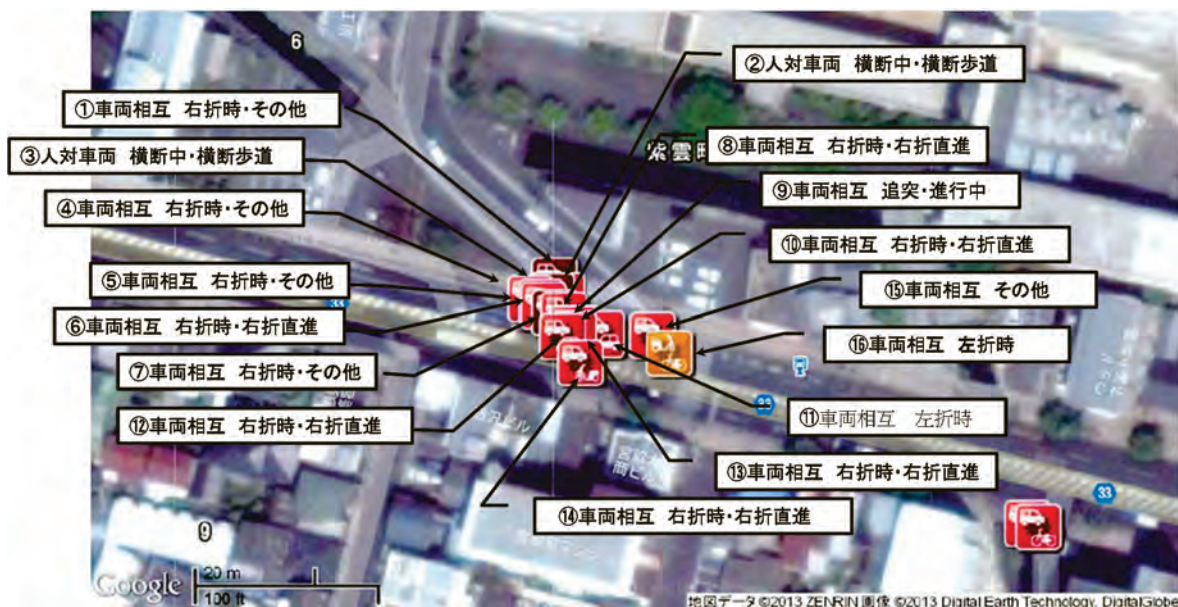 6
②人対車両 横断中・横断歩道
①車両相互 右折時・その他
⑧車両相互 右折時・右折直進
③人対車両 横断中・横断歩道
紫雲町
⑨車両相互 追突・進行中
④車両相互 右折時・その他
⑩車両相互 右折時・右折直進
⑤車両相互 右折時・その他
33
⑮車両相互 その他
⑥車両相互 右折時・右折直進
⑯車両相互 左折時
⑦車両相互 右折時・その他
33
⑪車両相互 左折時
⑫車両相互 右折時・右折直進
⑬車両相互 右折時・右折直進
33
⑭車両相互 右折時・右折直進
9
Google
20 m
100 ft
地図データ©2013 ZENRIN 画像 ©2013 Digital Earth Technology, DigitalGlobe